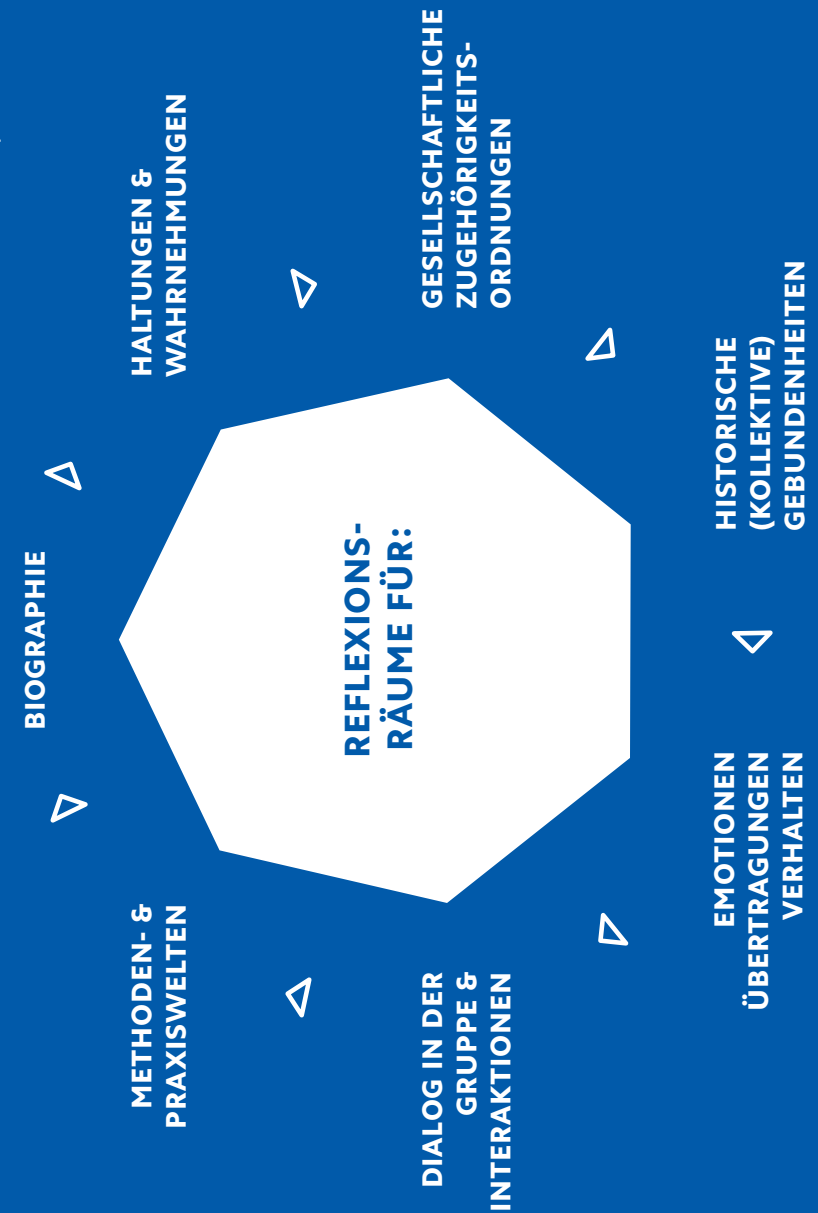 BIOGRAPHIE
HALTUNGEN &
WAHRNEHMUNGEN
GESELLSCHAFTLICHE
ZUGEHÖRIGKEITS-
ORDNUNGEN
HISTORISCHE
(KOLLEKTIVE)
GEBUNDENHEITEN
EMOTIONEN
ÜBERTRAGUNGEN
VERHALTEN
DIALOG IN DER
GRUPPE &
INTERAKTIONEN
METHODEN- &
PRAXISWELTEN
REFLEXIONS-
RÄUME FÜR: